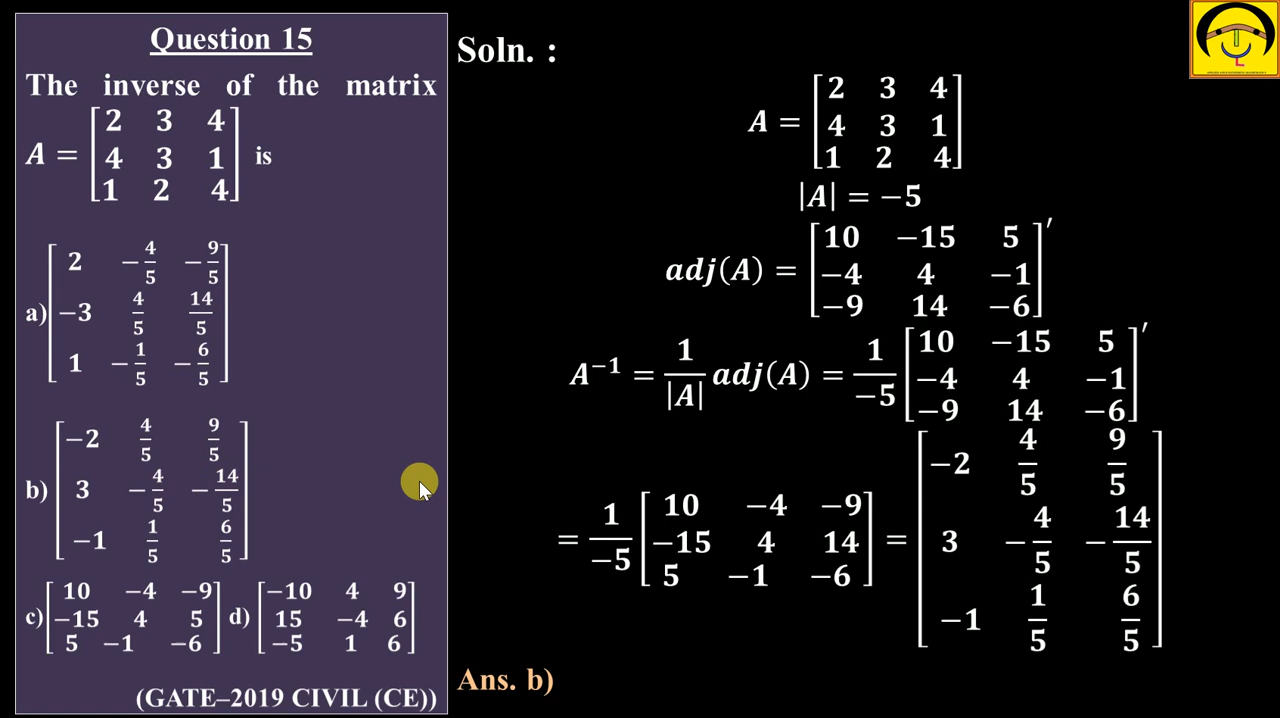 Question 15
The inverse of the matrix
A = [2 3 4; 4 3 1; 1 2 4] is
a) [2 −4/5 −9/5; −3 4/5 14/5; 1 −1/5 −6/5]
b) [−2 4/5 9/5; 3 −4/5 −14/5; −1 1/5 6/5]
c) [10 −4 −9; −15 4 5; 5 −1 −6] d) [−10 4 9; 15 −4 6; −5 1 6]
(GATE–2019 CIVIL (CE))
Soln. :
A = [2 3 4; 4 3 1; 1 2 4]
|A| = −5
adj(A) = [10 −15 5; −4 4 −1; −9 14 −6]′
A⁻¹ = 1/|A| adj(A) = 1/−5 [10 −15 5; −4 4 −1; −9 14 −6]′
= 1/−5 [10 −4 −9; −15 4 14; 5 −1 −6] = [−2 4/5 9/5; 3 −4/5 −14/5; −1 1/5 6/5]
Ans. b)